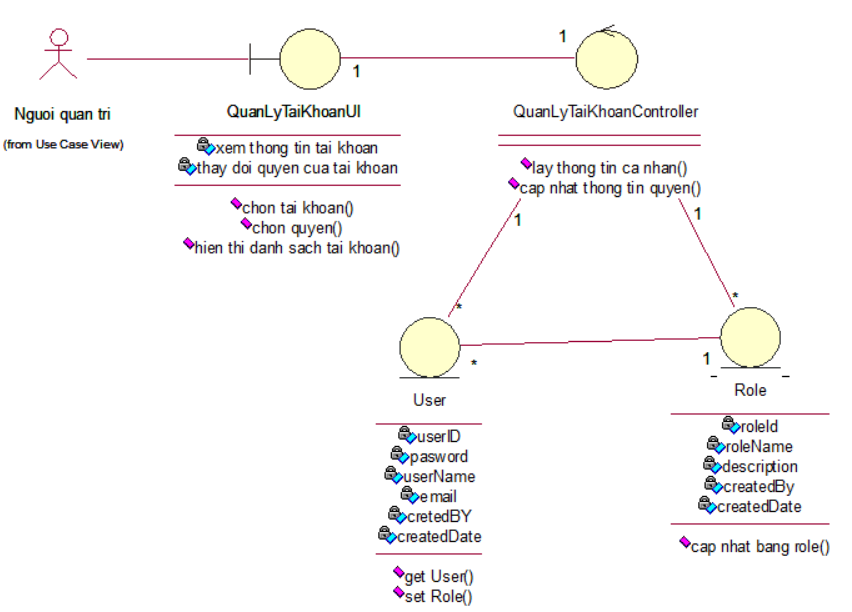 1
1
Nguoi quan tri
(from Use Case View)
QuanLyTaiKhoanUI
xem thong tin tai khoan
thay doi quyen cua tai khoan
chon tai khoan()
chon quyen()
hien thi danh sach tai khoan()
QuanLyTaiKhoanController
lay thong tin ca nhan()
cap nhat thong tin quyen()
1
1
*
*
*
1
User
userID
pasword
userName
email
cretedBY
createdDate
get User()
set Role()
Role
roleId
roleName
description
createdBy
createdDate
cap nhat bang role()